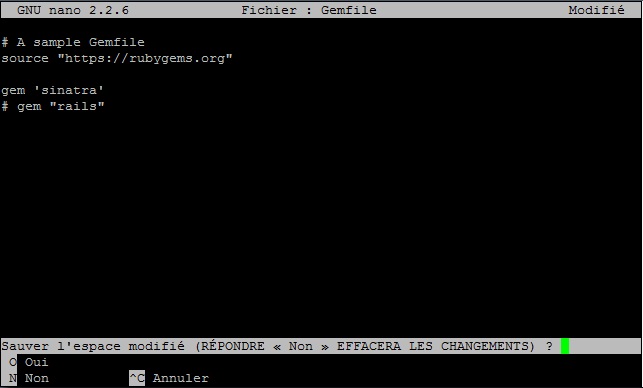 GNU nano 2.2.6 Fichier : Gemfile Modifié
# A sample Gemfile
source "https://rubygems.org"
gem 'sinatra'
# gem "rails"
Sauver l'espace modifié (RÉPONDRE « Non » EFFACERA LES CHANGEMENTS) ?
O Oui
N Non ^C Annuler